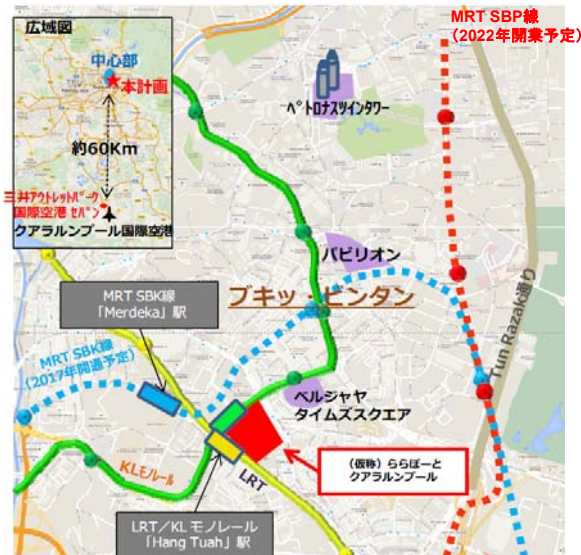 広域図
中心部
本計画
約60Km
三井アウトレットパーク
国際空港 セパン
クアラルンプール国際空港
MRT SBP線
(2022年開業予定)
ペトロナスツインタワー
パビリオン
ブキッ・ビンタン
MRT SBK線
「Merdeka」駅
MRT SBK線
(2017年開通予定)
Tun Razak通り
ベルジャヤ
タイムズスクエア
KLモノレール
LRT
(仮称)ららぽーと
クアラルンプール
LRT/KL モノレール
「Hang Tuah」駅